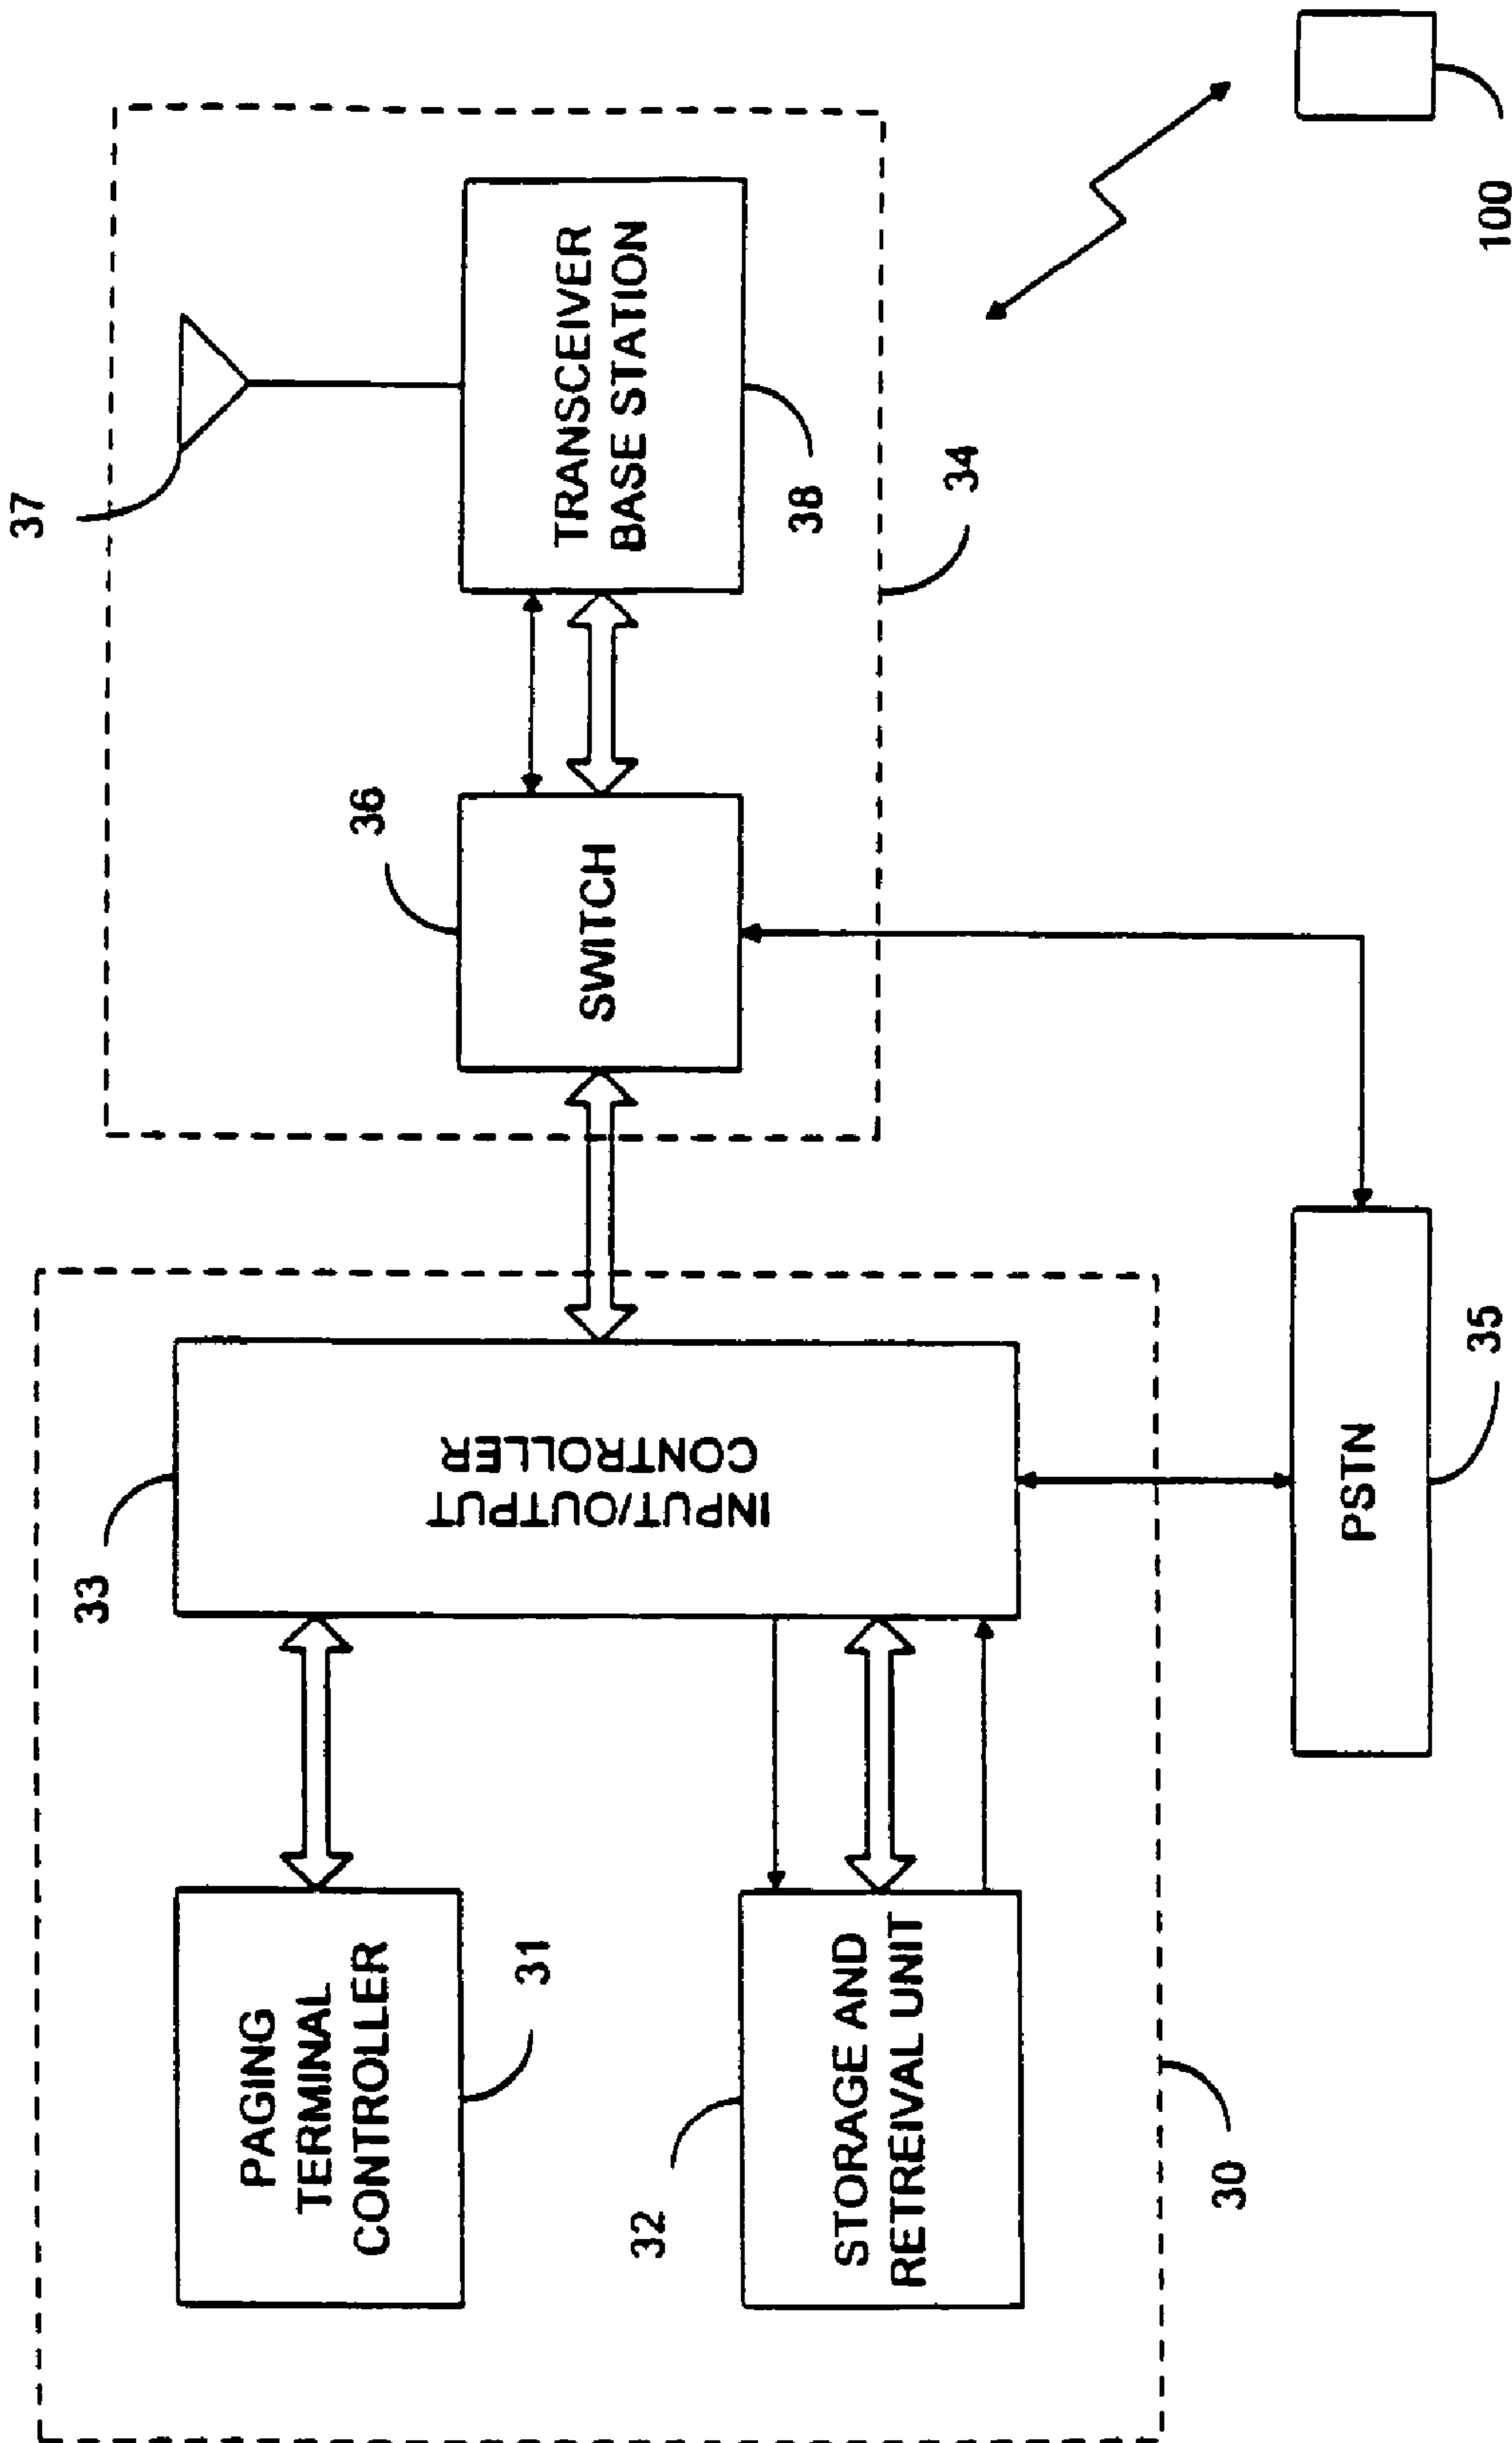 37
36
TRANSCEIVER
BASE STATION
SWITCH
38
34
100
33
INPUT/OUTPUT
CONTROLLER
PAGING
TERMINAL
CONTROLLER
31
32
STORAGE AND
RETREIVAL UNIT
30
PSTN
35